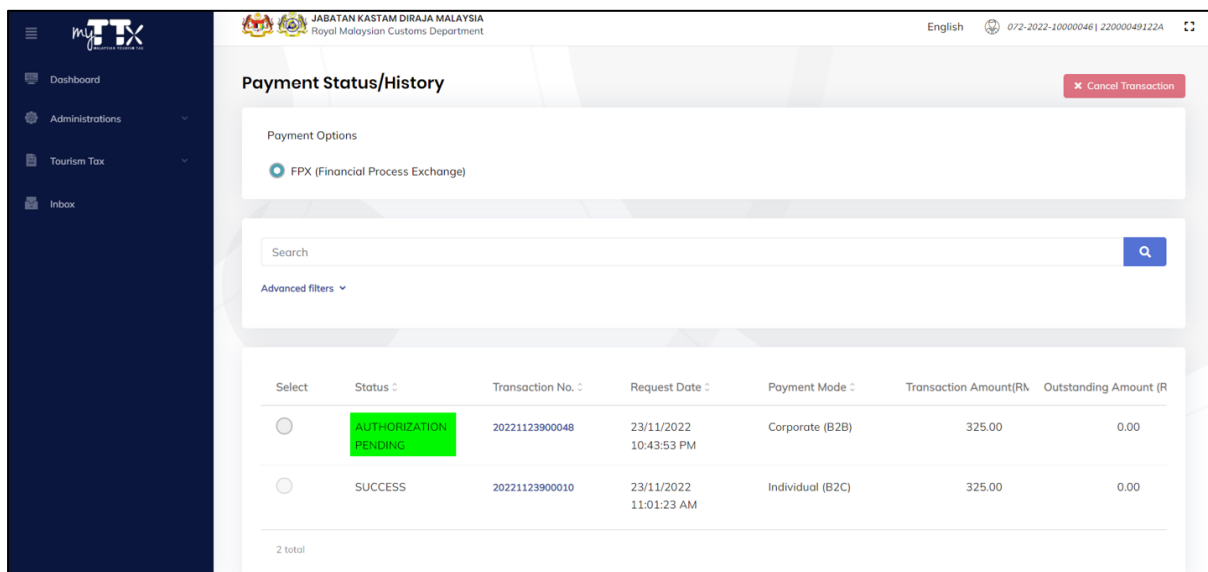 myTTX
MALAYSIAN TOURISM TAX
JABATAN KASTAM DIRAJA MALAYSIA
Royal Malaysian Customs Department
English
072-2022-10000046| 22000049122A
Dashboard
Administrations
Tourism Tax
Inbox
Payment Status/History
Cancel Transaction
Payment Options
FPX (Financial Process Exchange)
Search
Advanced filters
Select Status Transaction No. Request Date Payment Mode Transaction Amount(RM Outstanding Amount (R
AUTHORIZATION 20221123900048 23/11/2022 Corporate (B2B) 325.00 0.00
PENDING 10:43:53 PM
SUCCESS 20221123900010 23/11/2022 Individual (B2C) 325.00 0.00
11:01:23 AM
2 total